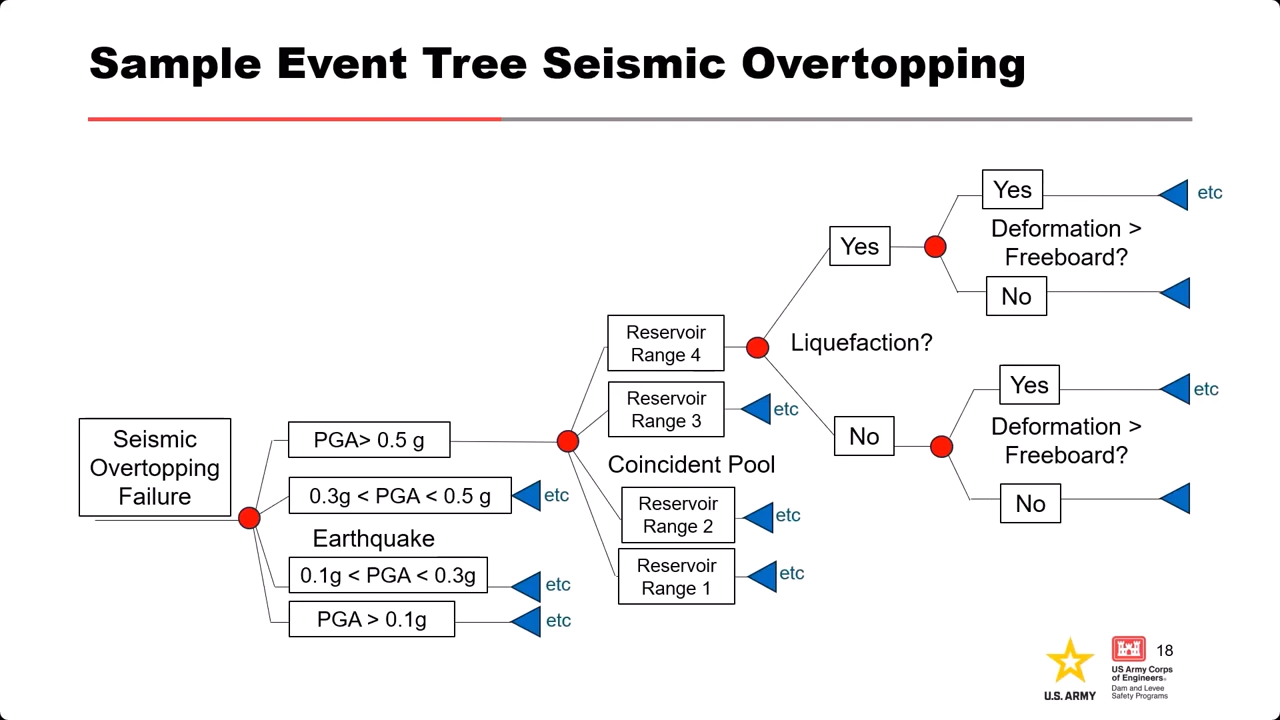 Sample Event Tree Seismic Overtopping
Yes
etc
Deformation >
Freeboard?
Yes
No
Reservoir
Range 4
Liquefaction?
Reservoir
Range 3
etc
Yes
etc
Deformation >
Freeboard?
No
No
Seismic
Overtopping
Failure
PGA> 0.5 g
Coincident Pool
0.3g < PGA < 0.5 g
etc
Reservoir
Range 2
etc
Earthquake
0.1g < PGA < 0.3g
etc
Reservoir
Range 1
etc
PGA > 0.1g
etc
18
U.S. ARMY
US Army Corps
of Engineers®
Dam and Levee
Safety Programs